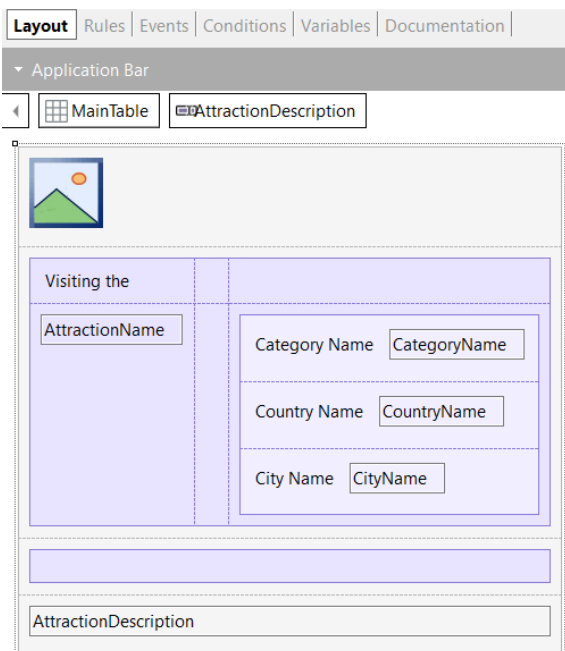 Layout Rules Events Conditions Variables Documentation
Application Bar
MainTable AttractionDescription
Visiting the
AttractionName
Category Name CategoryName
Country Name CountryName
City Name CityName
AttractionDescription